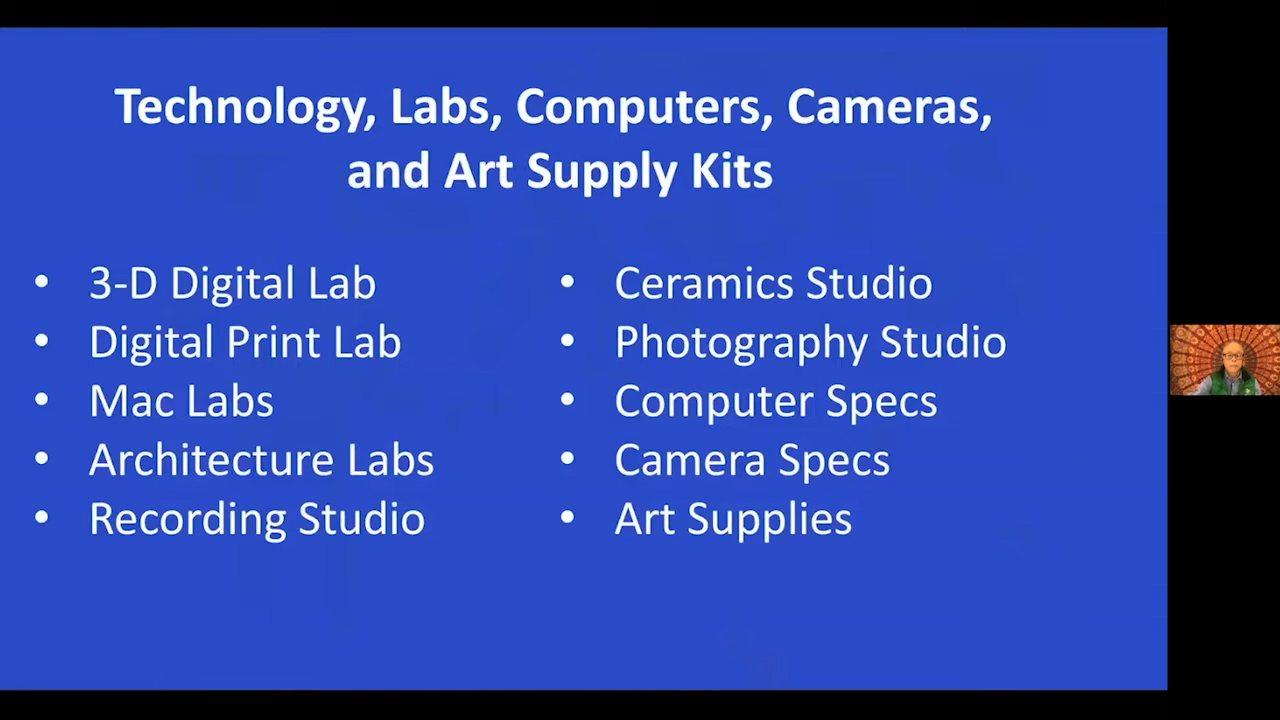 Technology, Labs, Computers, Cameras,
and Art Supply Kits
• 3-D Digital Lab
• Digital Print Lab
• Mac Labs
• Architecture Labs
• Recording Studio
• Ceramics Studio
• Photography Studio
• Computer Specs
• Camera Specs
• Art Supplies